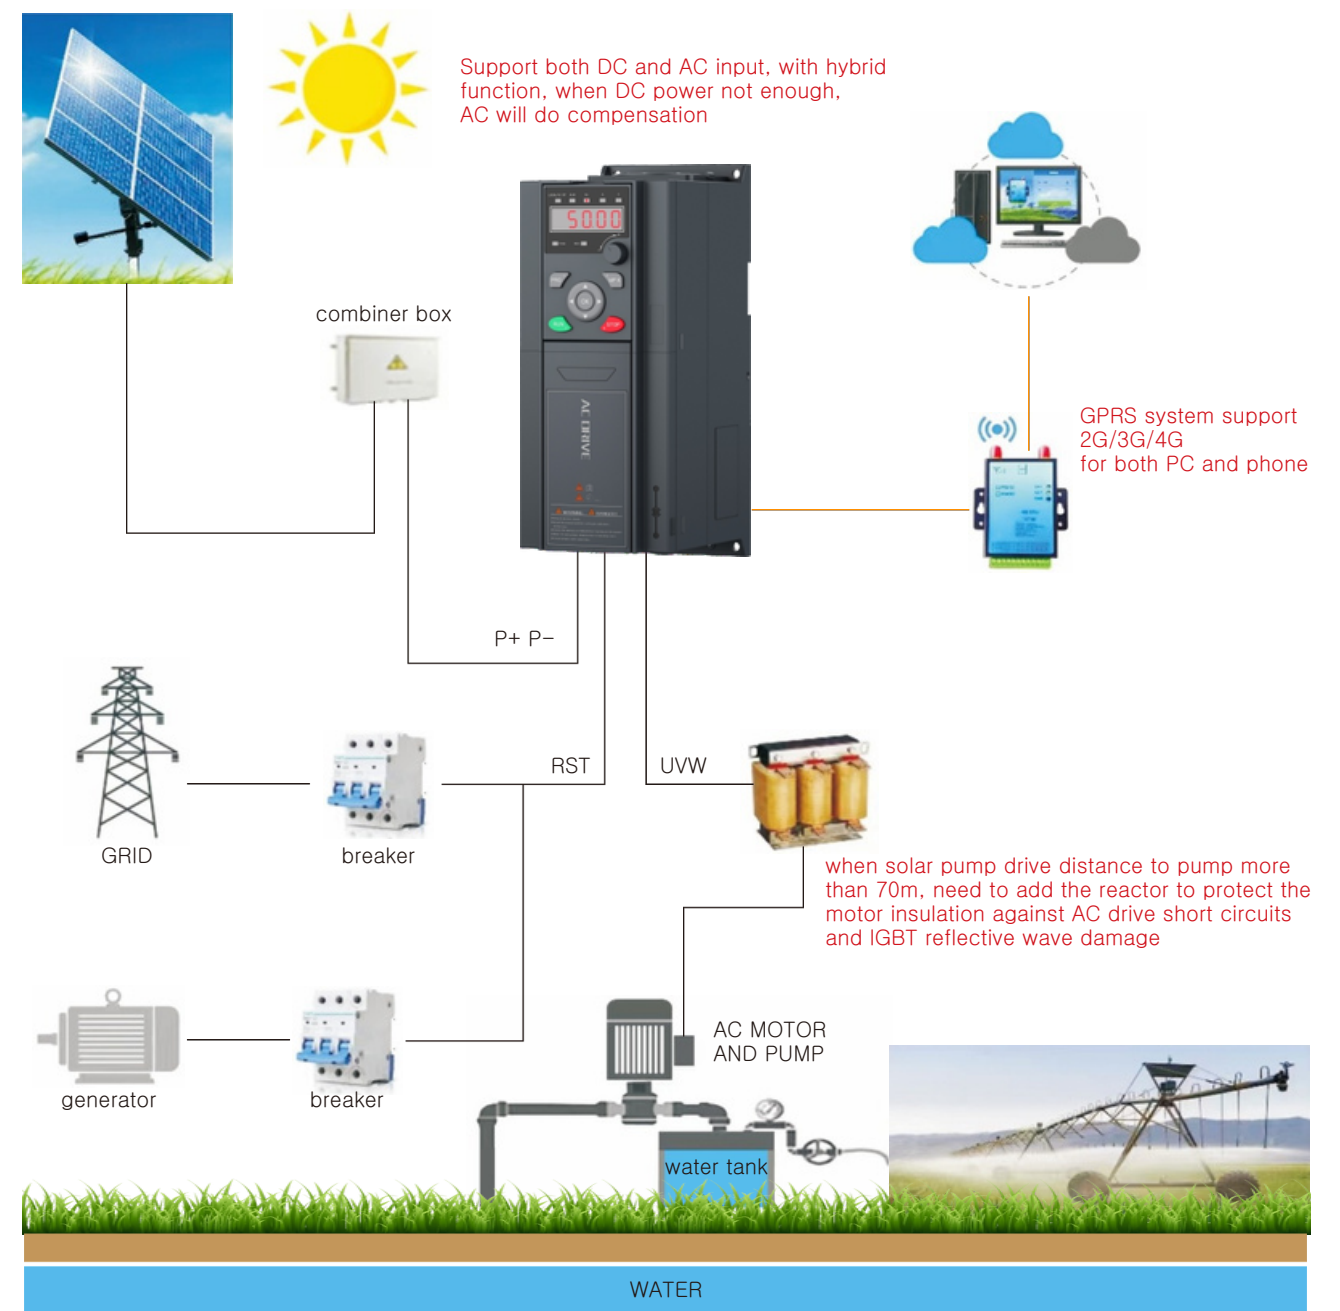 Support both DC and AC input, with hybrid
function, when DC power not enough,
AC will do compensation
5000
combiner box
AC DRIVE
STOP
GPRS system support
2G/3G/4G
for both PC and phone
P+ P-
RST
UVW
GRID
breaker
when solar pump drive distance to pump more
than 70m, need to add the reactor to protect the
motor insulation against AC drive short circuits
and IGBT reflective wave damage
AC MOTOR
AND PUMP
generator
breaker
water tank
WATER